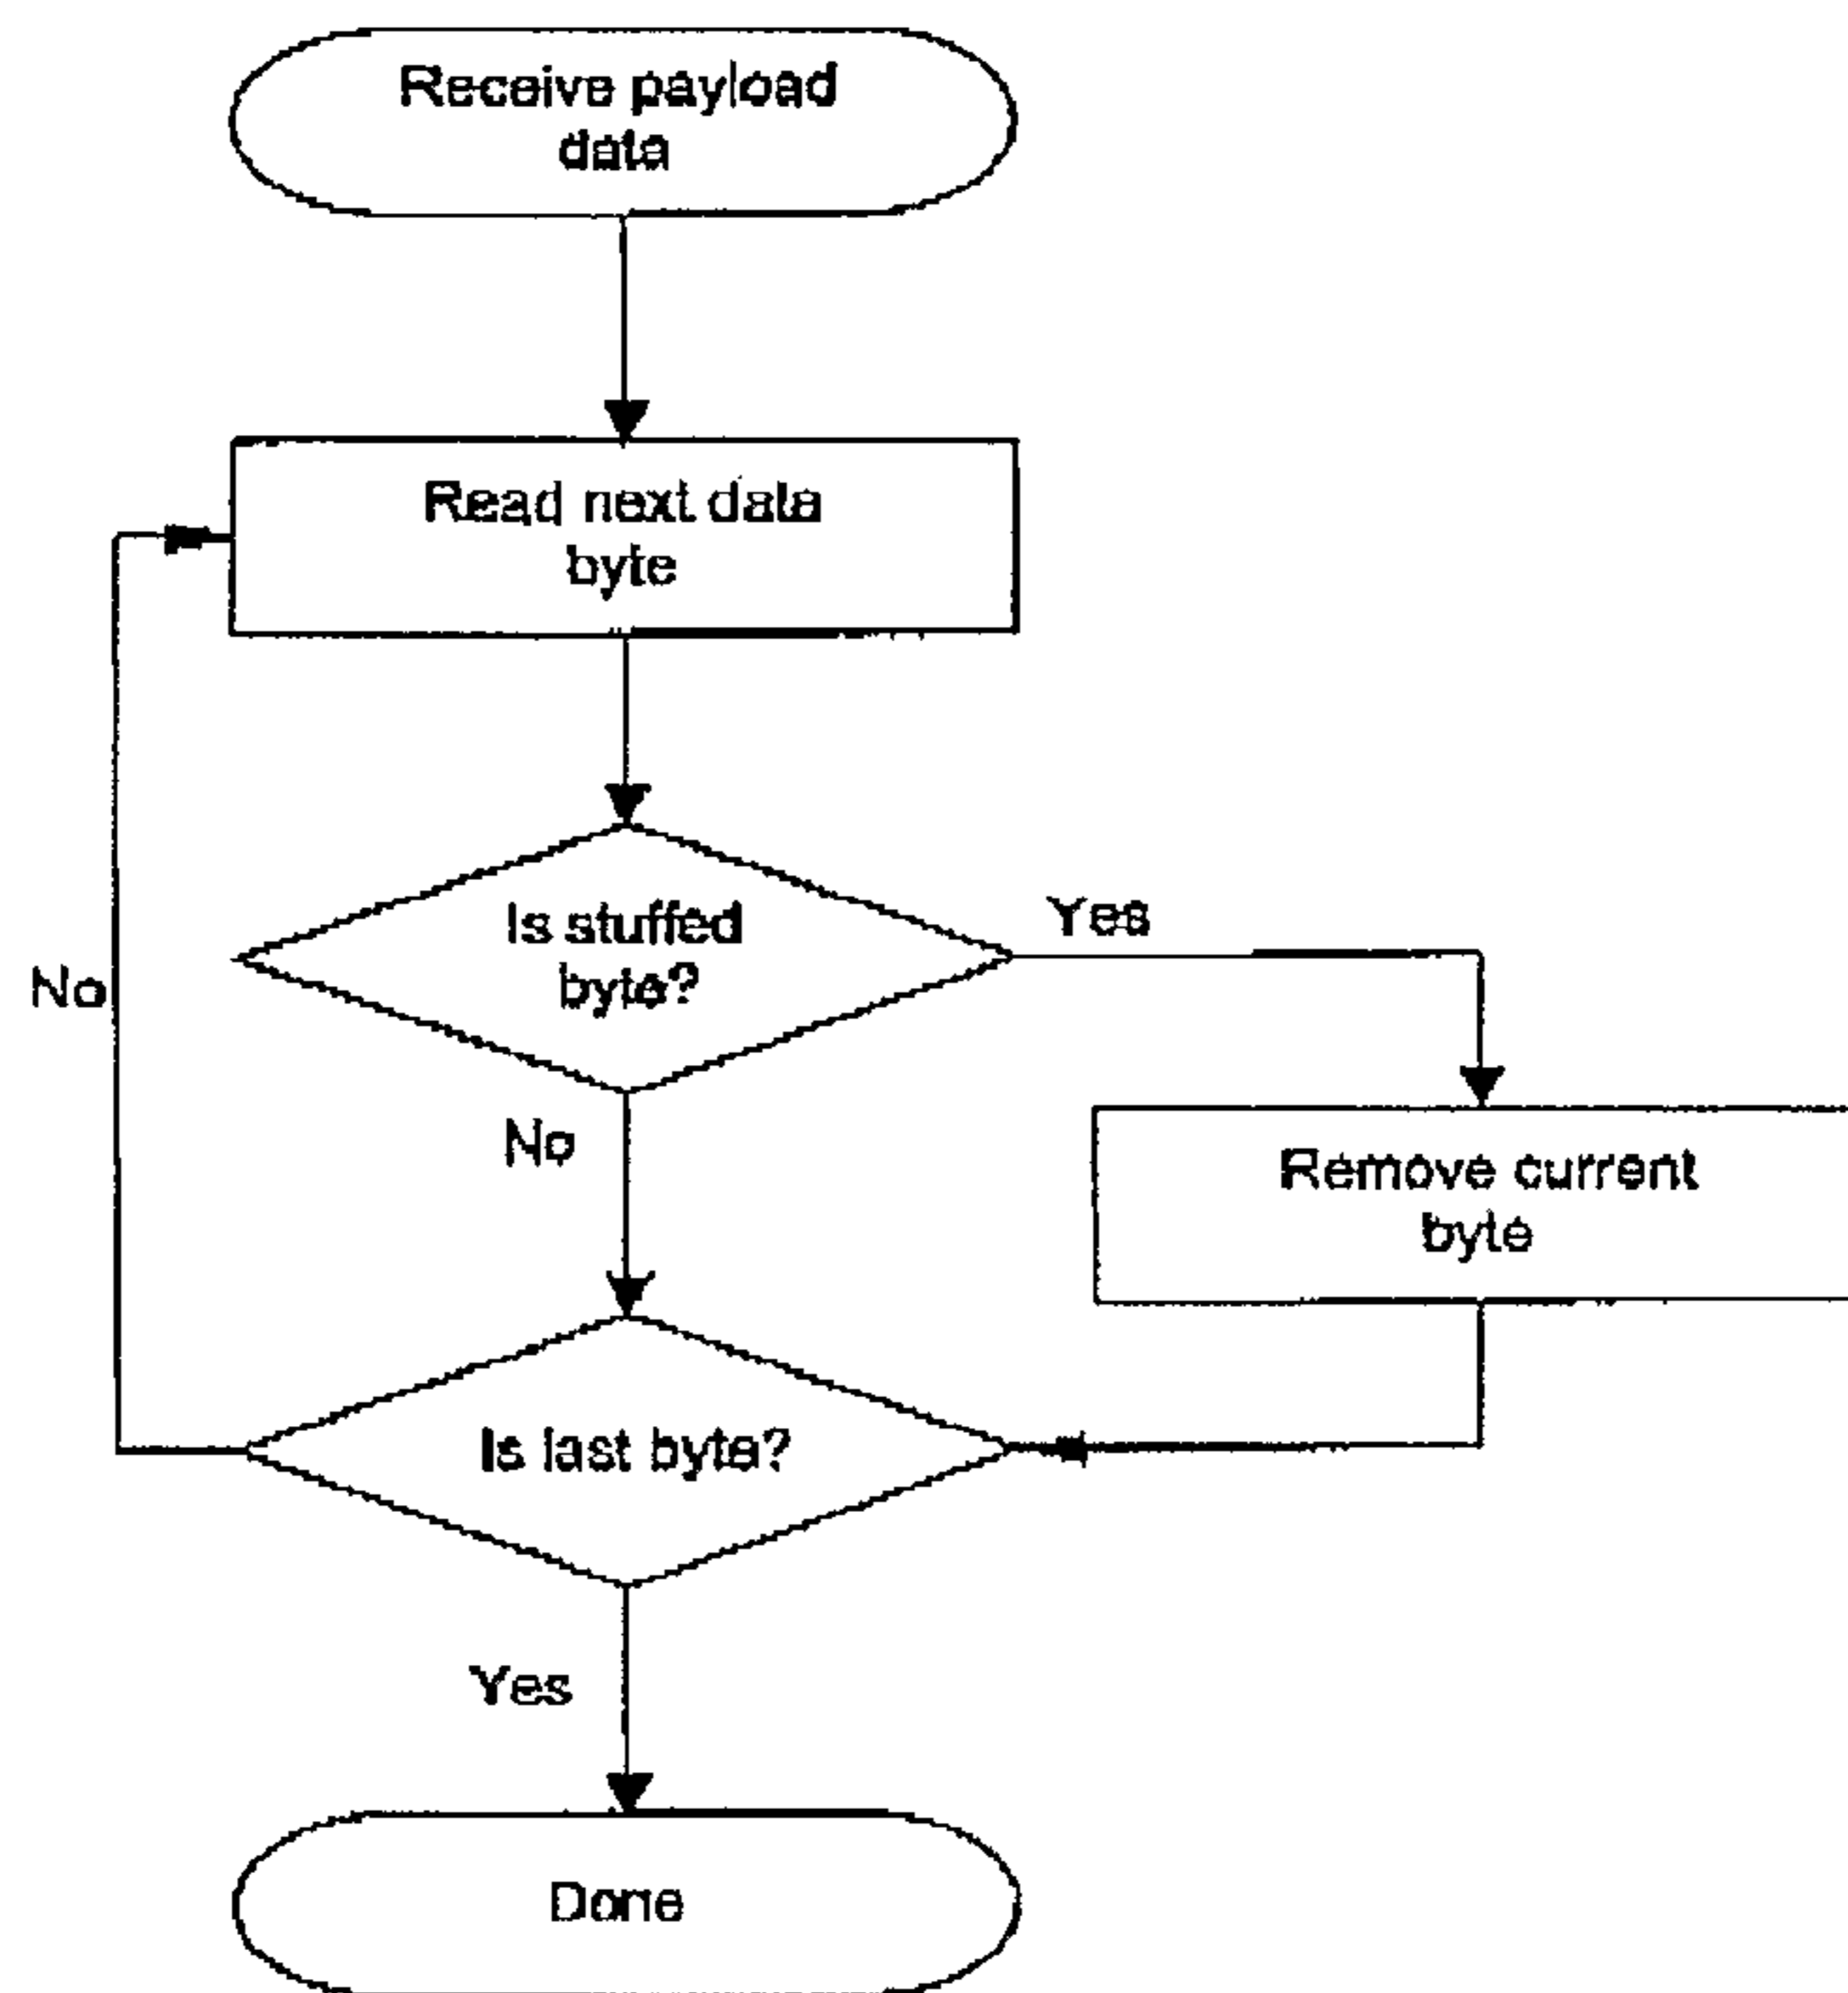 Receive payload
data
Read next data
byte
Is stuffed
byte?
Yes
No
No
Remove current
byte
Is last byte?
Yes
Done